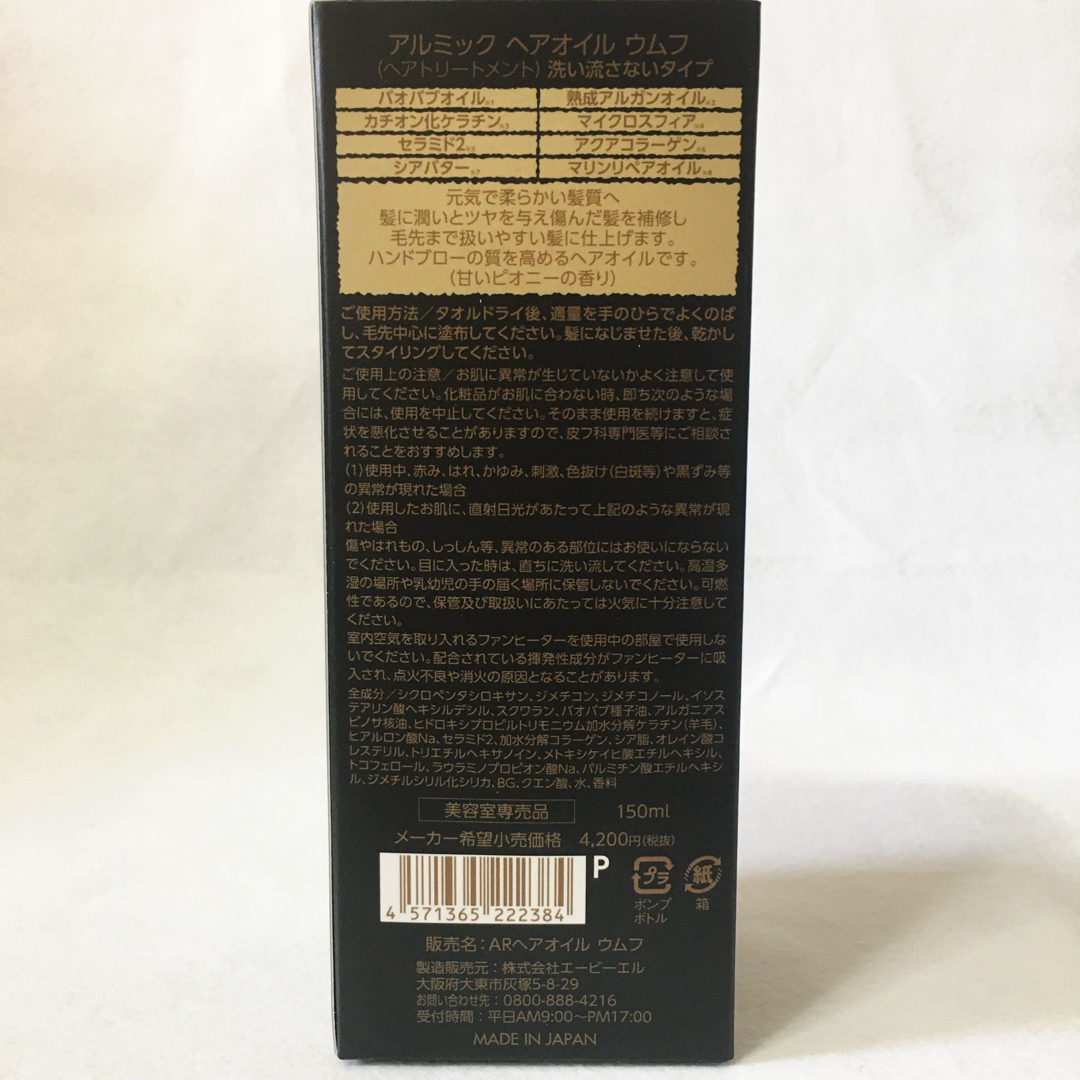 アルミック ヘアオイル ウムフ
(ヘアトリートメント) 洗い流さないタイプ
バオバブオイル※1 熟成アルガンオイル※2
カチオン化ケラチン※3 マイクロスフィア※4
セラミド2※5 アクアコラーゲン※6
シアバター※7 マリンリペアオイル※8
元気で柔らかい髪質へ
髪に潤いとツヤを与え傷んだ髪を補修し
毛先まで扱いやすい髪に仕上げます。
ハンドブローの質を高めるヘアオイルです。
(甘いピオニーの香り)
ご使用方法/タオルドライ後、適量を手のひらでよくのば
し、毛先中心に塗布してください。髪になじませた後、乾かし
てスタイリングしてください。
ご使用上の注意/お肌に異常が生じていないかよく注意して使
用してください。化粧品がお肌に合わない時、即ち次のような場
合には、使用を中止してください。そのまま使用を続けますと、症
状を悪化させることがありますので、皮フ科専門医等にご相談さ
れることをおすすめします。
(1)使用中、赤み、はれ、かゆみ、刺激、色抜け(白斑等)や黒ずみ等
の異常が現れた場合
(2)使用したお肌に、直射日光があたって上記のような異常が現
れた場合
傷やはれもの、しっしん等、異常のある部位にはお使いにならない
でください。目に入った時は、直ちに洗い流してください。高温多
湿の場所や乳幼児の手の届く場所に保管しないでください。可燃
性であるので、保管及び取扱いにあたっては火気に十分注意して
ください。
室内空気を取り入れるファンヒーターを使用中の部屋で使用しな
いでください。配合されている揮発性成分がファンヒーターに吸
入され、点火不良や消火の原因となることがあります。
全成分/シクロペンタシロキサン、ジメチコン、ジメチコノール、イソス
テアリン酸ヘキシルデシル、スクワラン、バオバブ種子油、アルガニアス
ピノサ核油、ヒドロキシプロピルトリモニウム加水分解ケラチン(羊毛)、
ヒアルロン酸Na、セラミド2、加水分解コラーゲン、シア脂、オレイン酸コ
レステリル、トリエチルヘキサノイン、メトキシケイヒ酸エチルヘキシル、
トコフェロール、ラウラミノプロピオン酸Na、パルミチン酸エチルヘキシ
ル、ジメチルシリル化シリカ、BG、クエン酸、水、香料
美容室専売品 150ml
メーカー希望小売価格 4,200円(税抜)
P
プラ 紙
ポンプ 箱
ボトル
4 571365 222384
販売名:ARヘアオイル ウムフ
製造販売元:株式会社エービーエル
大阪府大東市灰塚5-8-29
お問い合わせ先:0800-888-4216
受付時間:平日AM9:00〜PM17:00
MADE IN JAPAN